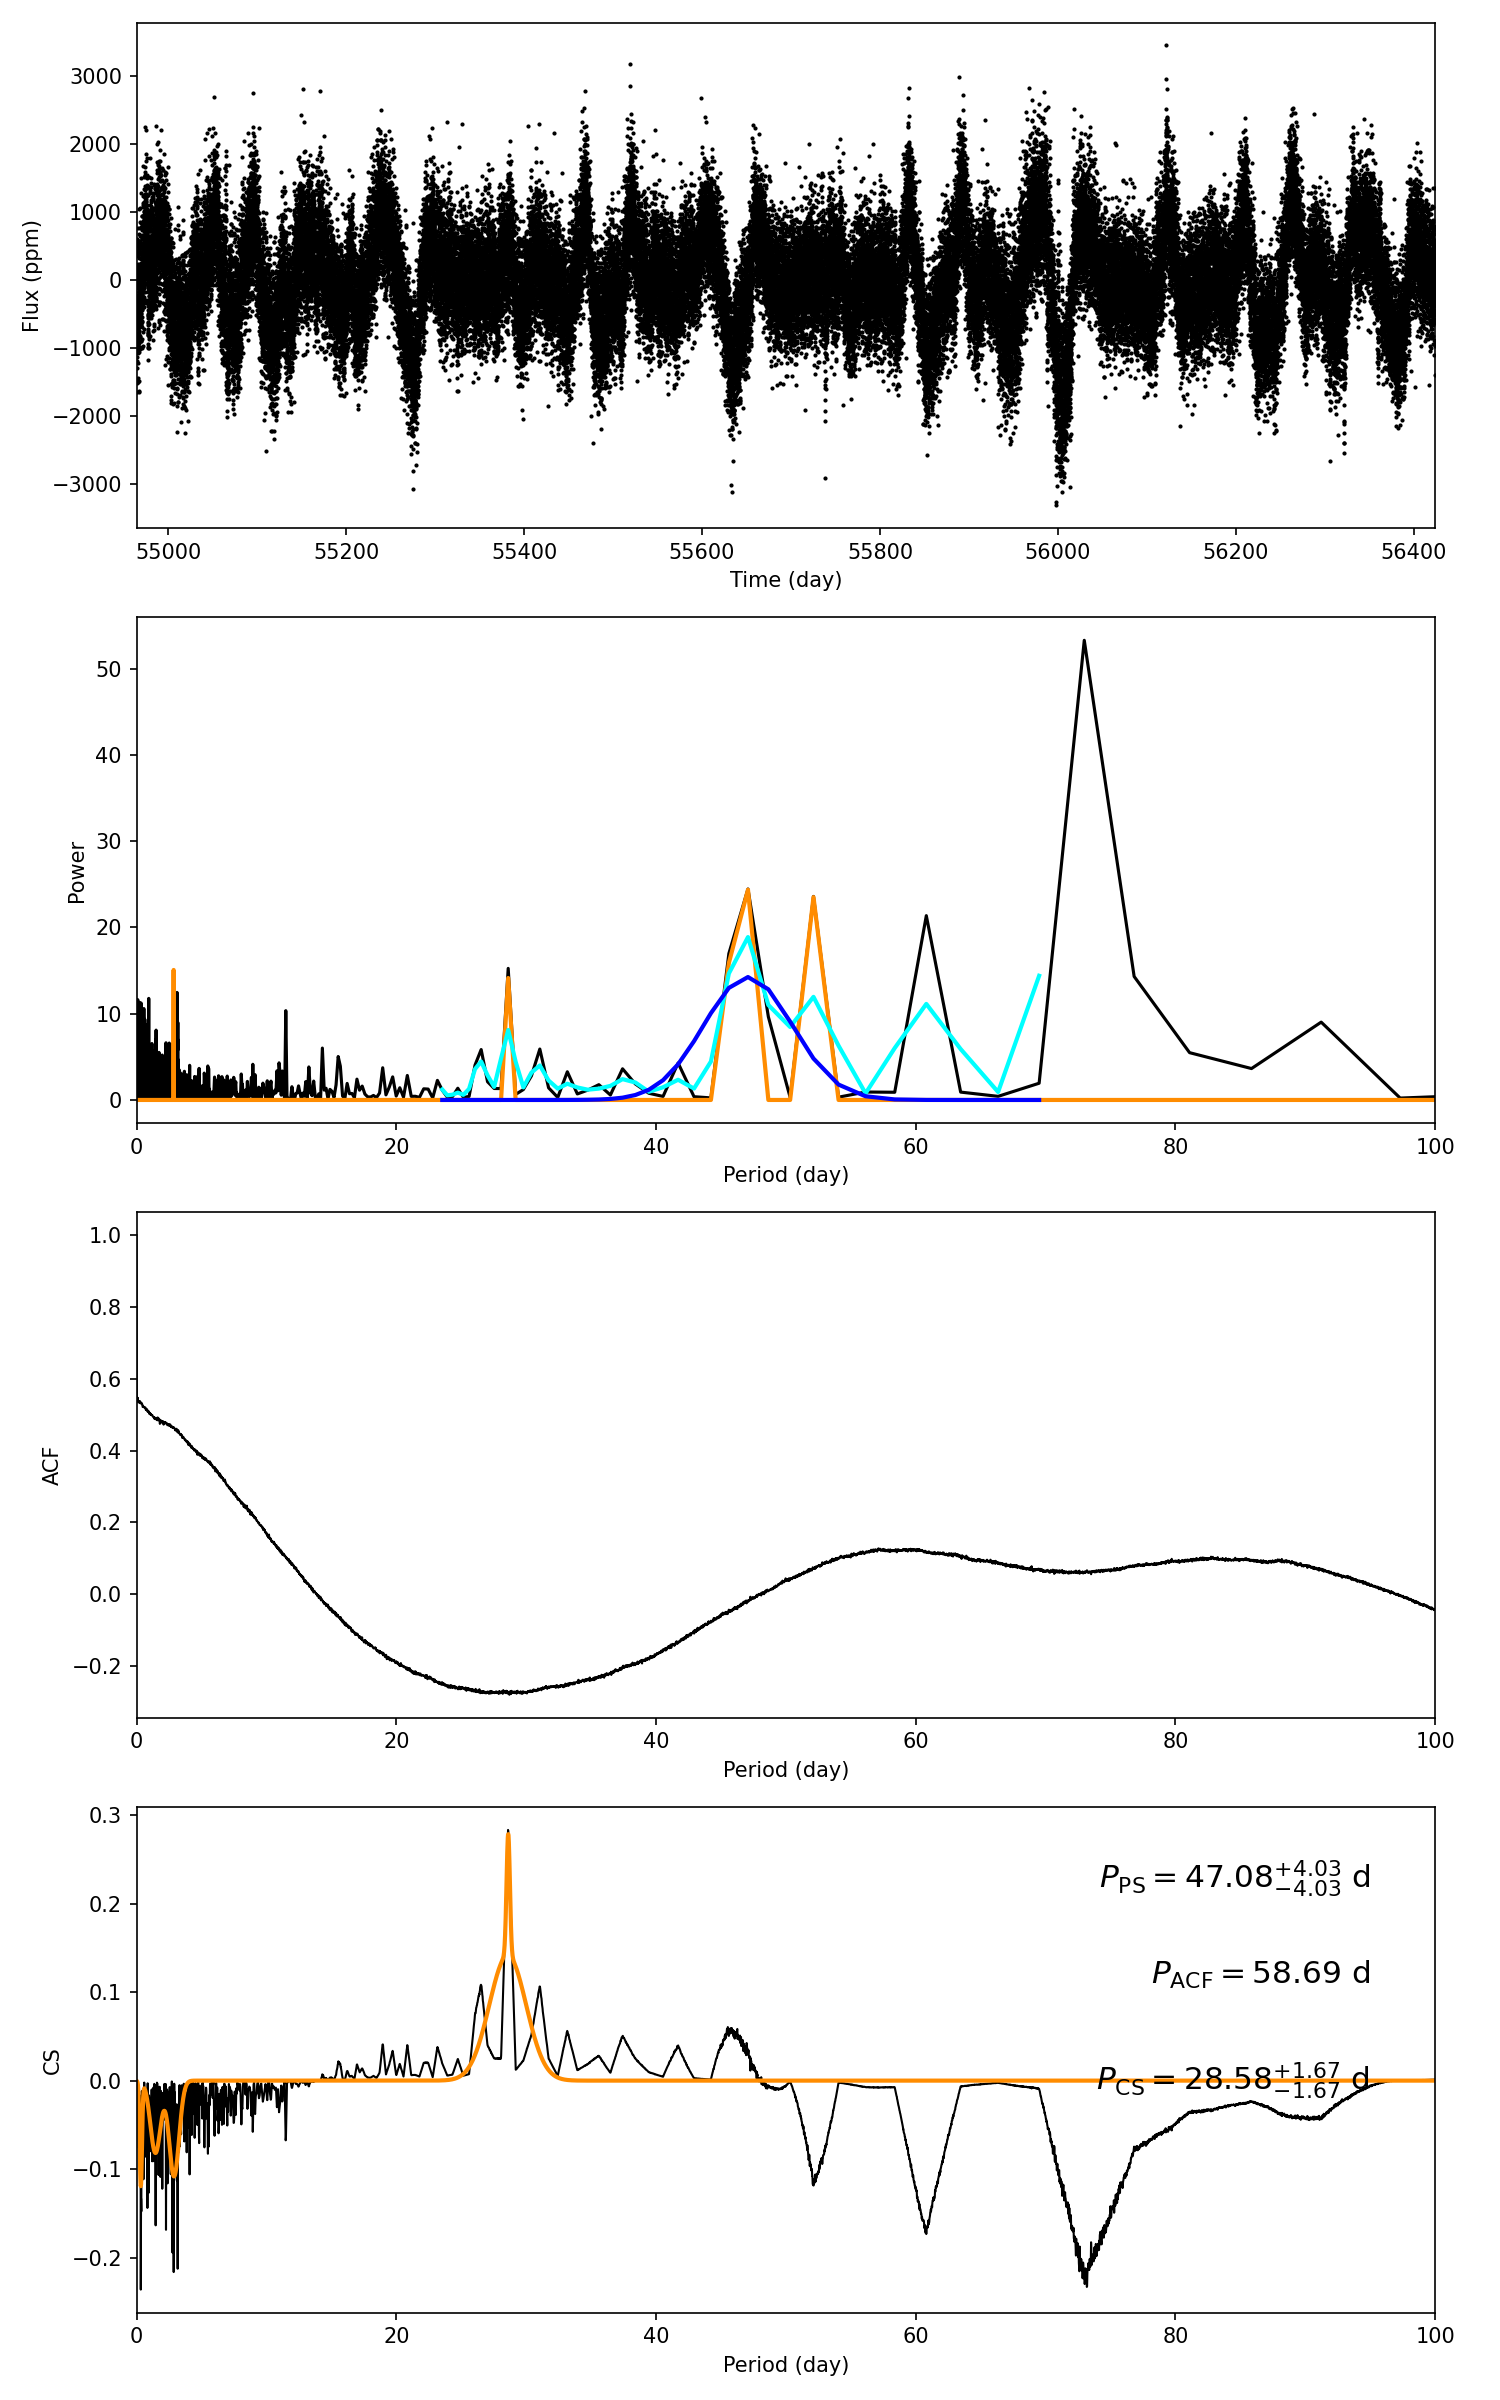 3000
2000
1000
0
−1000
−2000
−3000
Flux (ppm)
55000 55200 55400 55600 55800 56000 56200 56400
Time (day)
50
40
30
20
10
0
Power
0 20 40 60 80 100
Period (day)
1.0
0.8
0.6
0.4
0.2
0.0
−0.2
ACF
0 20 40 60 80 100
Period (day)
0.3
0.2
0.1
0.0
−0.1
−0.2
CS
P_PS = 47.08 +4.03 −4.03 d
P_ACF = 58.69 d
P_CS = 28.58 +1.67 −1.67 d
0 20 40 60 80 100
Period (day)